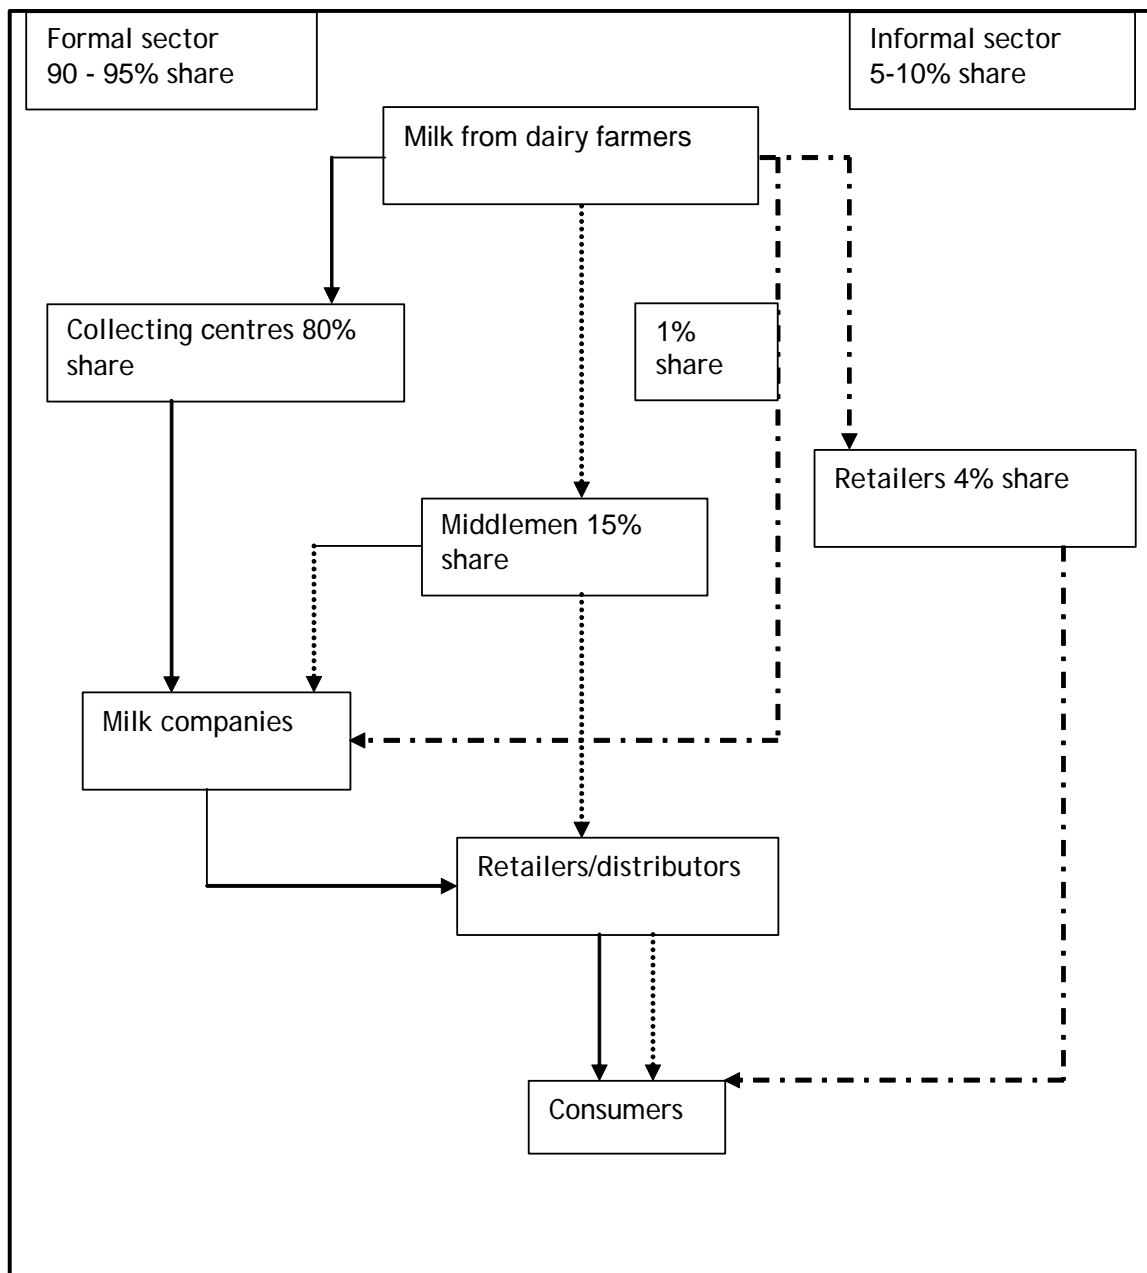 Formal sector
90 - 95% share
Informal sector
5-10% share
Milk from dairy farmers
Collecting centres 80%
share
1%
share
Retailers 4% share
Middlemen 15%
share
Milk companies
Retailers/distributors
Consumers